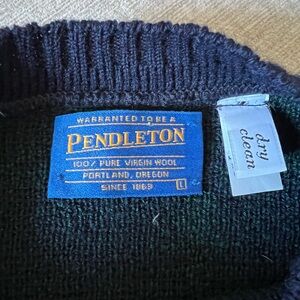 WARRANTED TO BE A
PENDLETON
100% PURE VIRGIN WOOL
PORTLAND, OREGON
SINCE 1863
L
dry
clean